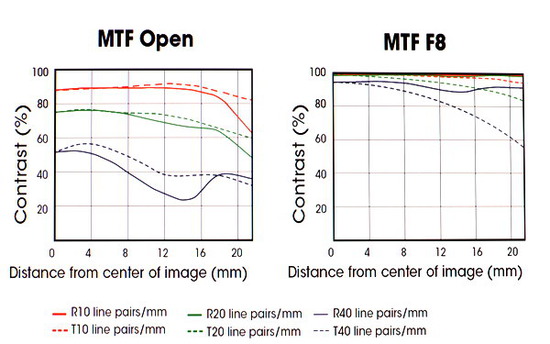 MTF Open
MTF F8
Contrast (%)
100
80
60
40
20
0 4 8 12 14 16 20
Distance from center of image (mm)
Contrast (%)
100
80
60
40
20
0 4 8 10 12 16 20
Distance from center of image (mm)
R10 line pairs/mm
R20 line pairs/mm
R40 line pairs/mm
T10 line pairs/mm
T20 line pairs/mm
T40 line pairs/mm